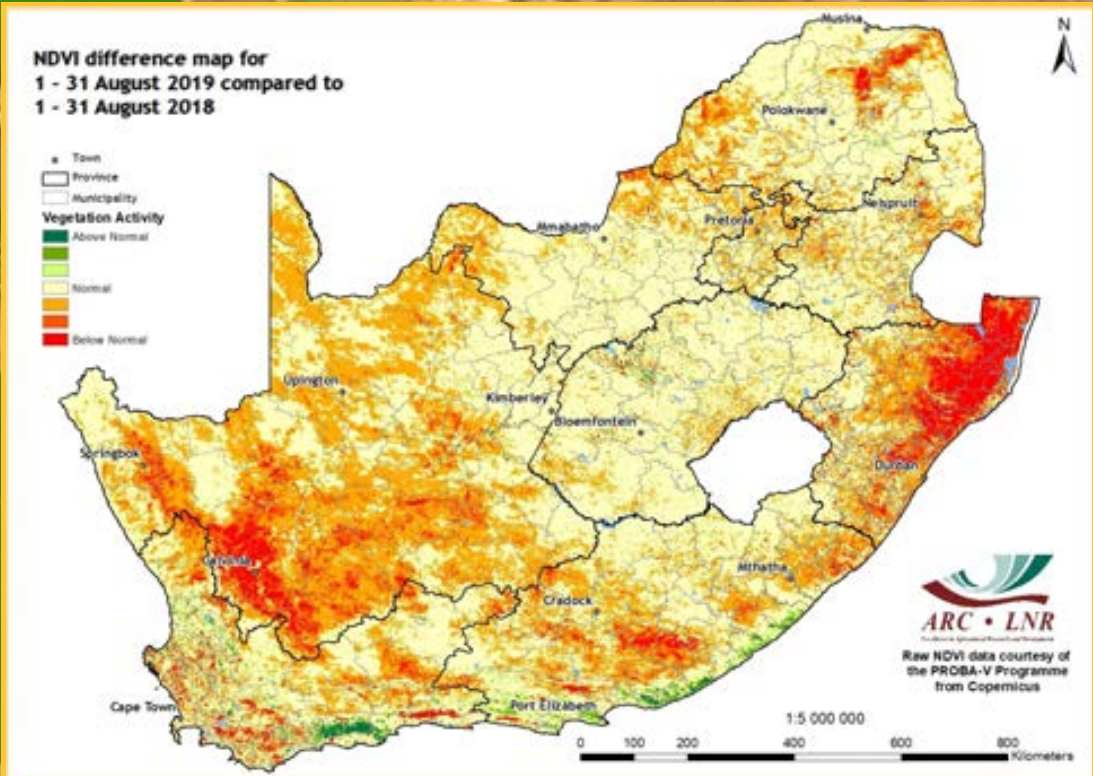 NDVI difference map for
1 - 31 August 2019 compared to
1 - 31 August 2018
N
Town
Province
Municipality
Vegetation Activity
Above Normal
Normal
Below Normal
Musina
Polokwane
Nelspruit
Pretoria
Mmabatho
Upington
Kimberley
Bloemfontein
Springbok
Durban
Calvinia
Mthatha
Cradock
Cape Town
Port Elizabeth
ARC • LNR
Raw NDVI data courtesy of
the PROBA-V Programme
from Copernicus
1:5 000 000
0 100 200 400 600 800
Kilometers